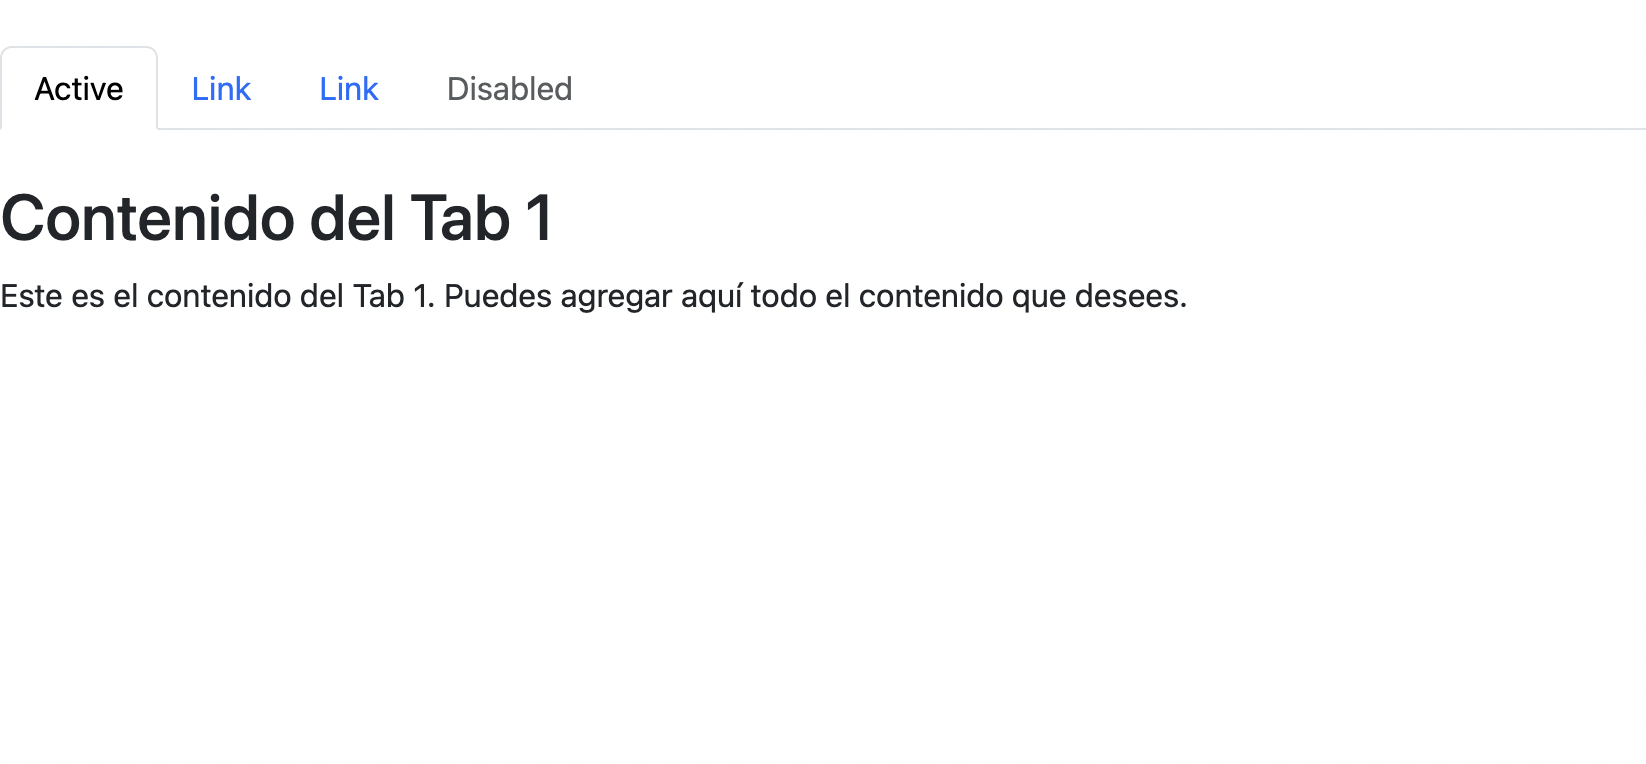 Active Link Link Disabled
Contenido del Tab 1
Este es el contenido del Tab 1. Puedes agregar aquí todo el contenido que desees.